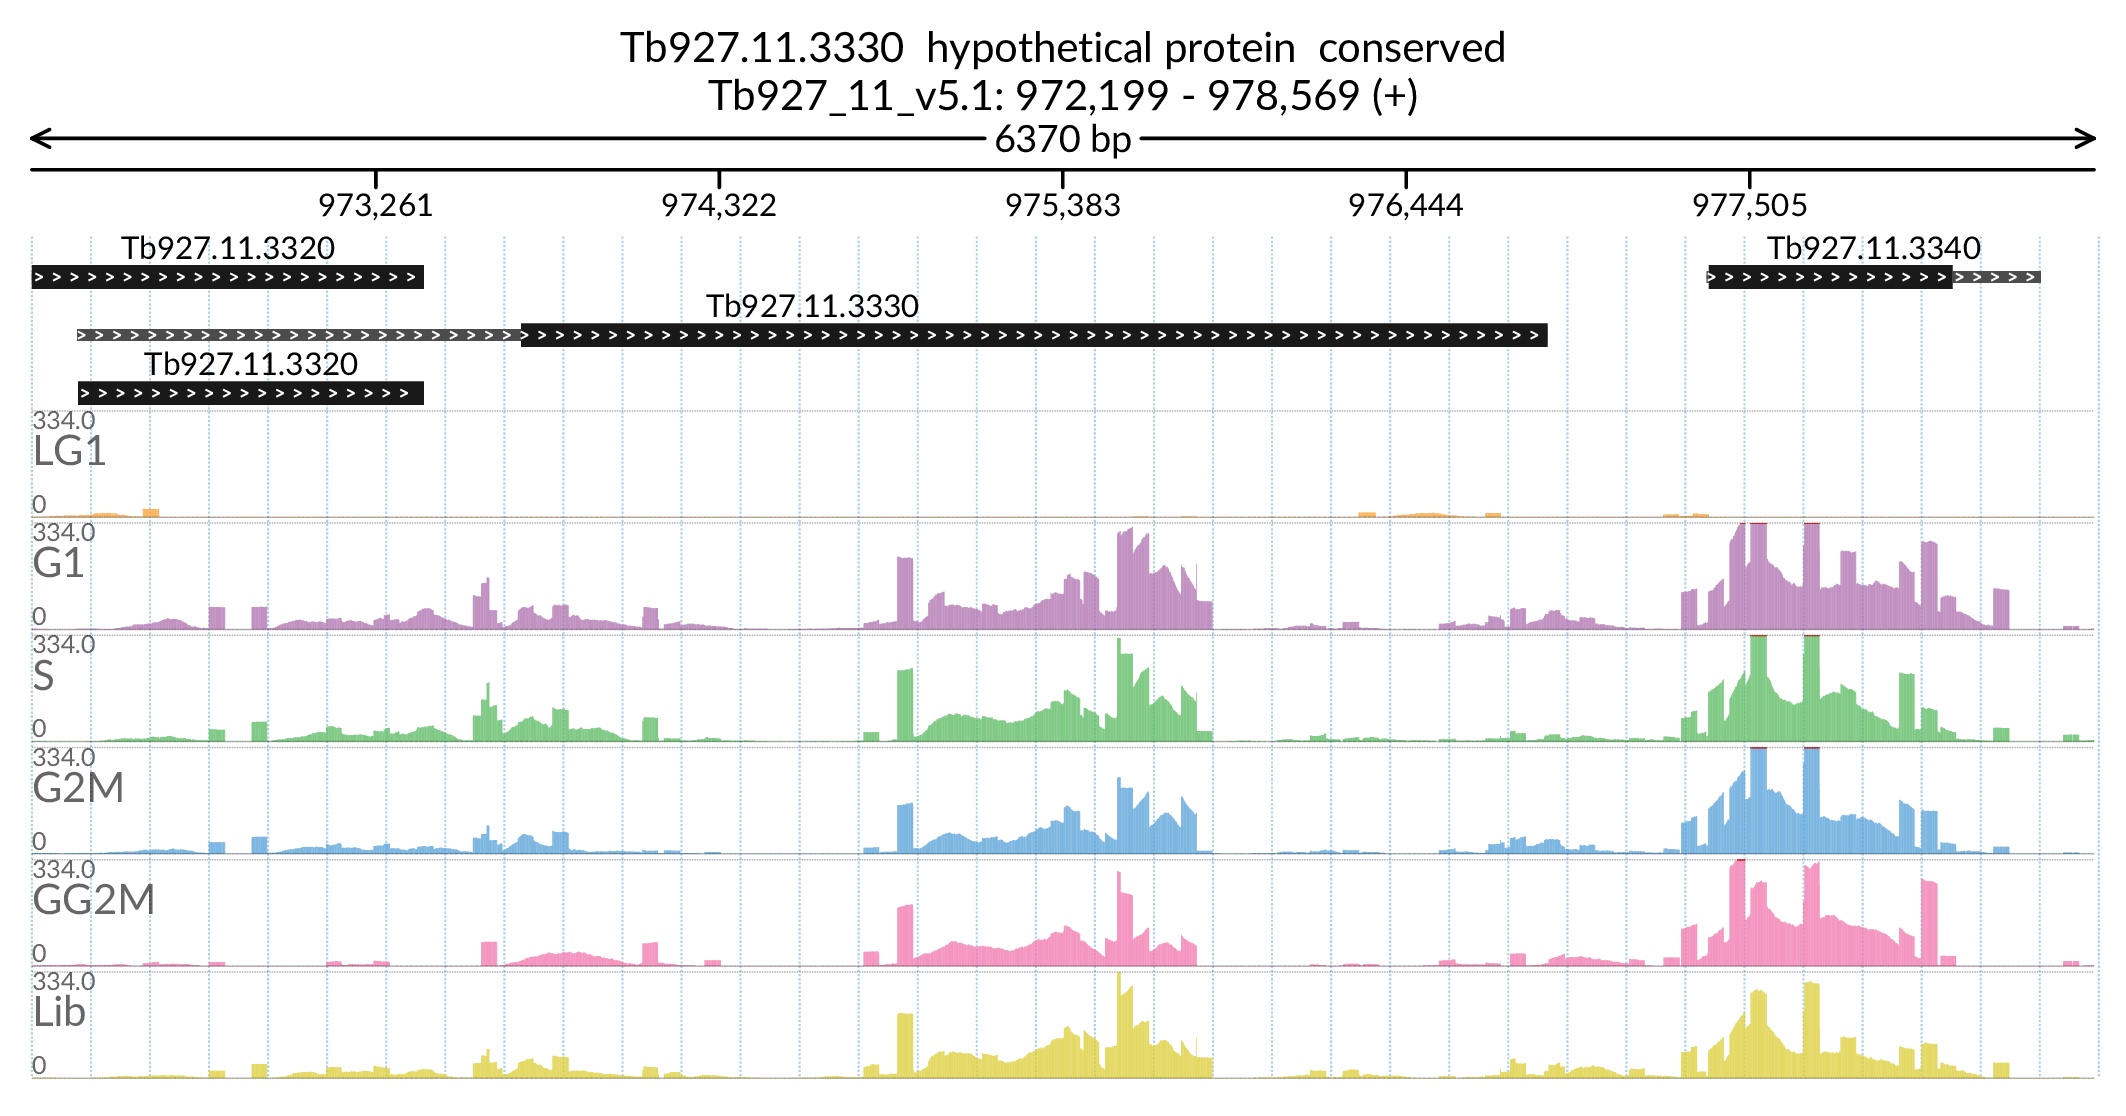 Tb927.11.3330 hypothetical protein conserved
Tb927_11_v5.1: 972,199 - 978,569 (+)
6370 bp
973,261 974,322 975,383 976,444 977,505
Tb927.11.3320 Tb927.11.3340
Tb927.11.3330
Tb927.11.3320
334.0
LG1
0
334.0
G1
0
334.0
S
0
334.0
G2M
0
334.0
GG2M
0
334.0
Lib
0